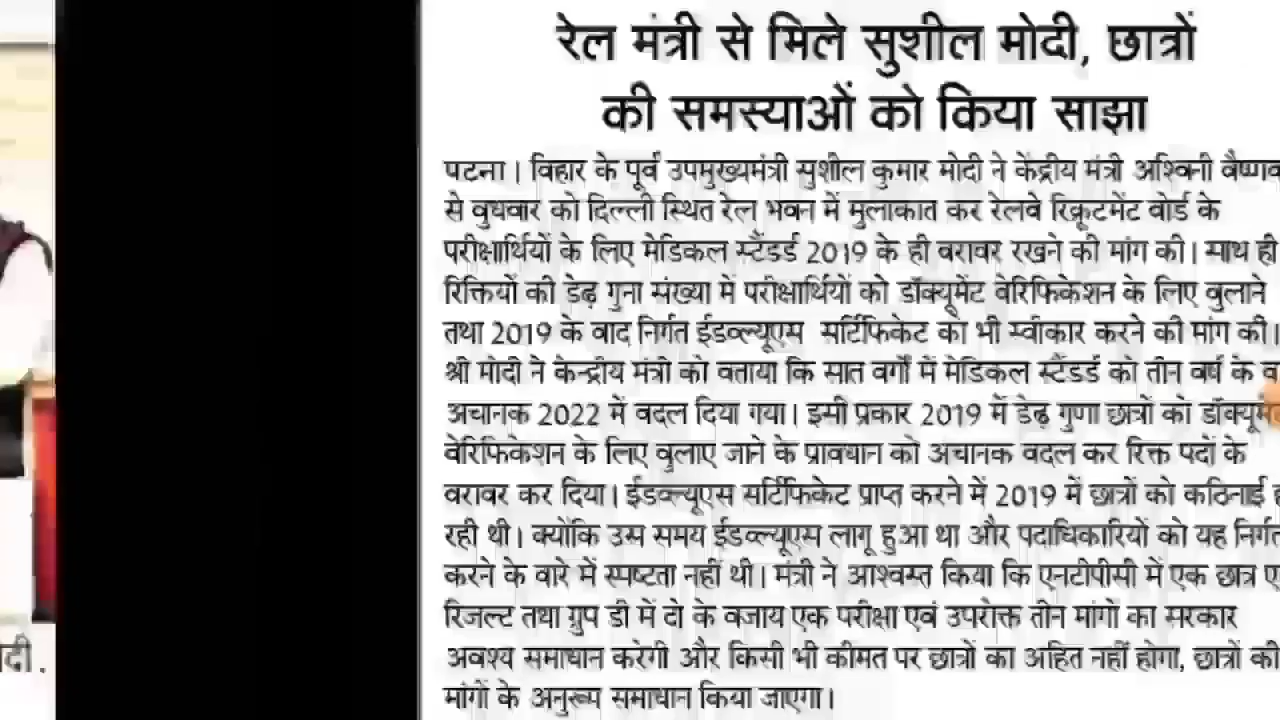 रेल मंत्री से मिले सुशील मोदी, छात्रों
की समस्याओं को किया साझा
पटना। बिहार के पूर्व उपमुख्यमंत्री सुशील कुमार मोदी ने केंद्रीय मंत्री अश्विनी
से बुधवार को दिल्ली स्थित रेल भवन में मुलाकात कर रेलवे रिक्रूटमेंट बोर्ड के
परीक्षार्थियों के लिए मेडिकल स्टैंडर्ड 2019 के ही बराबर रखने की मांग की। साथ ही
रिक्तियों की डेढ़ गुना संख्या में परीक्षार्थियों को डॉक्यूमेंट वेरिफिकेशन के लिए बुलाने
तथा 2019 के बाद निर्गत ईडब्ल्यूएस सर्टिफिकेट को भी स्वीकार करने की मांग की।
श्री मोदी ने केन्द्रीय मंत्री को बताया कि सात वर्गों में मेडिकल स्टैंडर्ड को तीन वर्ष के
अचानक 2022 में बदल दिया गया। इसी प्रकार 2019 में डेढ़ गुणा छात्रों को
वेरिफिकेशन के लिए बुलाए जाने के प्रावधान को अचानक बदल कर रिक्त पदों के
बराबर कर दिया। ईडब्ल्यूएस सर्टिफिकेट प्राप्त करने में 2019 में छात्रों को कठिनाई
रही थी। क्योंकि उस समय ईडब्ल्यूएस लागू हुआ था और पदाधिकारियों को यह
करने के बारे में स्पष्टता नहीं थी। मंत्री ने आश्वस्त किया कि एनटीपीसी में एक छात्र
रिजल्ट तथा ग्रुप डी में दो के बजाय एक परीक्षा एवं उपरोक्त तीन मांगों का सरकार
अवश्य समाधान करेगी और किसी भी कीमत पर छात्रों का अहित नहीं होगा, छात्रों की
मांगों के अनुरूप समाधान किया जाएगा।